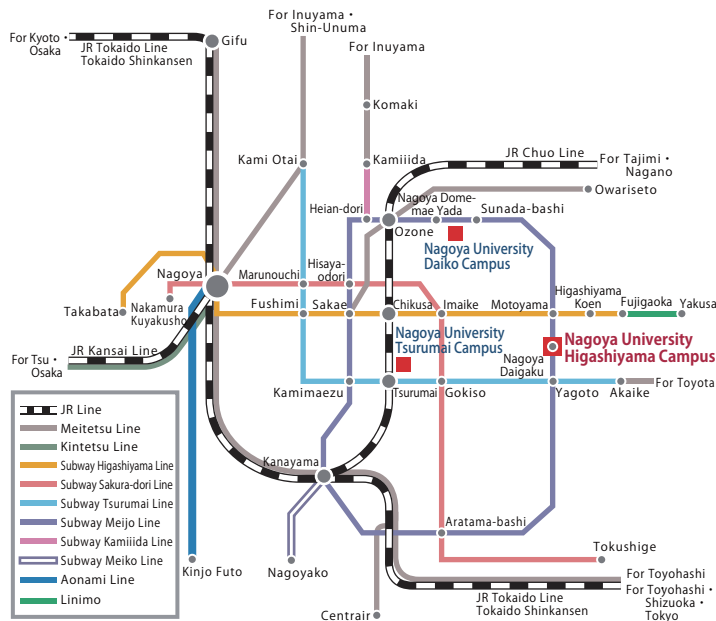 For Inuyama・
Shin-Unuma
For Kyoto・
Osaka
JR Tokaido Line
Tokaido Shinkansen
Gifu
For Inuyama
Komaki
Kami Otai
Kamiiida
JR Chuo Line
For Tajimi・
Nagano
Owariseto
Heian-dori
Nagoya Dome-
mae Yada
Sunada-bashi
Ozone
Nagoya University
Daiko Campus
Nagoya
Marunouchi
Hisaya-
odori
Takabata
Nakamura
Kuyakusho
Fushimi
Sakae
Chikusa
Imaike
Motoyama
Higashiyama
Koen
Fujigaoka
Yakusa
For Tsu・
Osaka
JR Kansai Line
Nagoya University
Tsurumai Campus
Nagoya
Daigaku
Nagoya University
Higashiyama Campus
Kamimaezu
Tsurumai
Gokiso
Yagoto
Akaike
For Toyota
JR Line
Meitetsu Line
Kintetsu Line
Subway Higashiyama Line
Subway Sakura-dori Line
Subway Tsurumai Line
Subway Meijo Line
Subway Kamiiida Line
Subway Meiko Line
Aonami Line
Linimo
Kanayama
Kinjo Futo
Nagoyako
Aratama-bashi
Tokushige
Centrair
JR Tokaido Line
Tokaido Shinkansen
For Toyohashi
For Toyohashi・
Shizuoka・
Tokyo